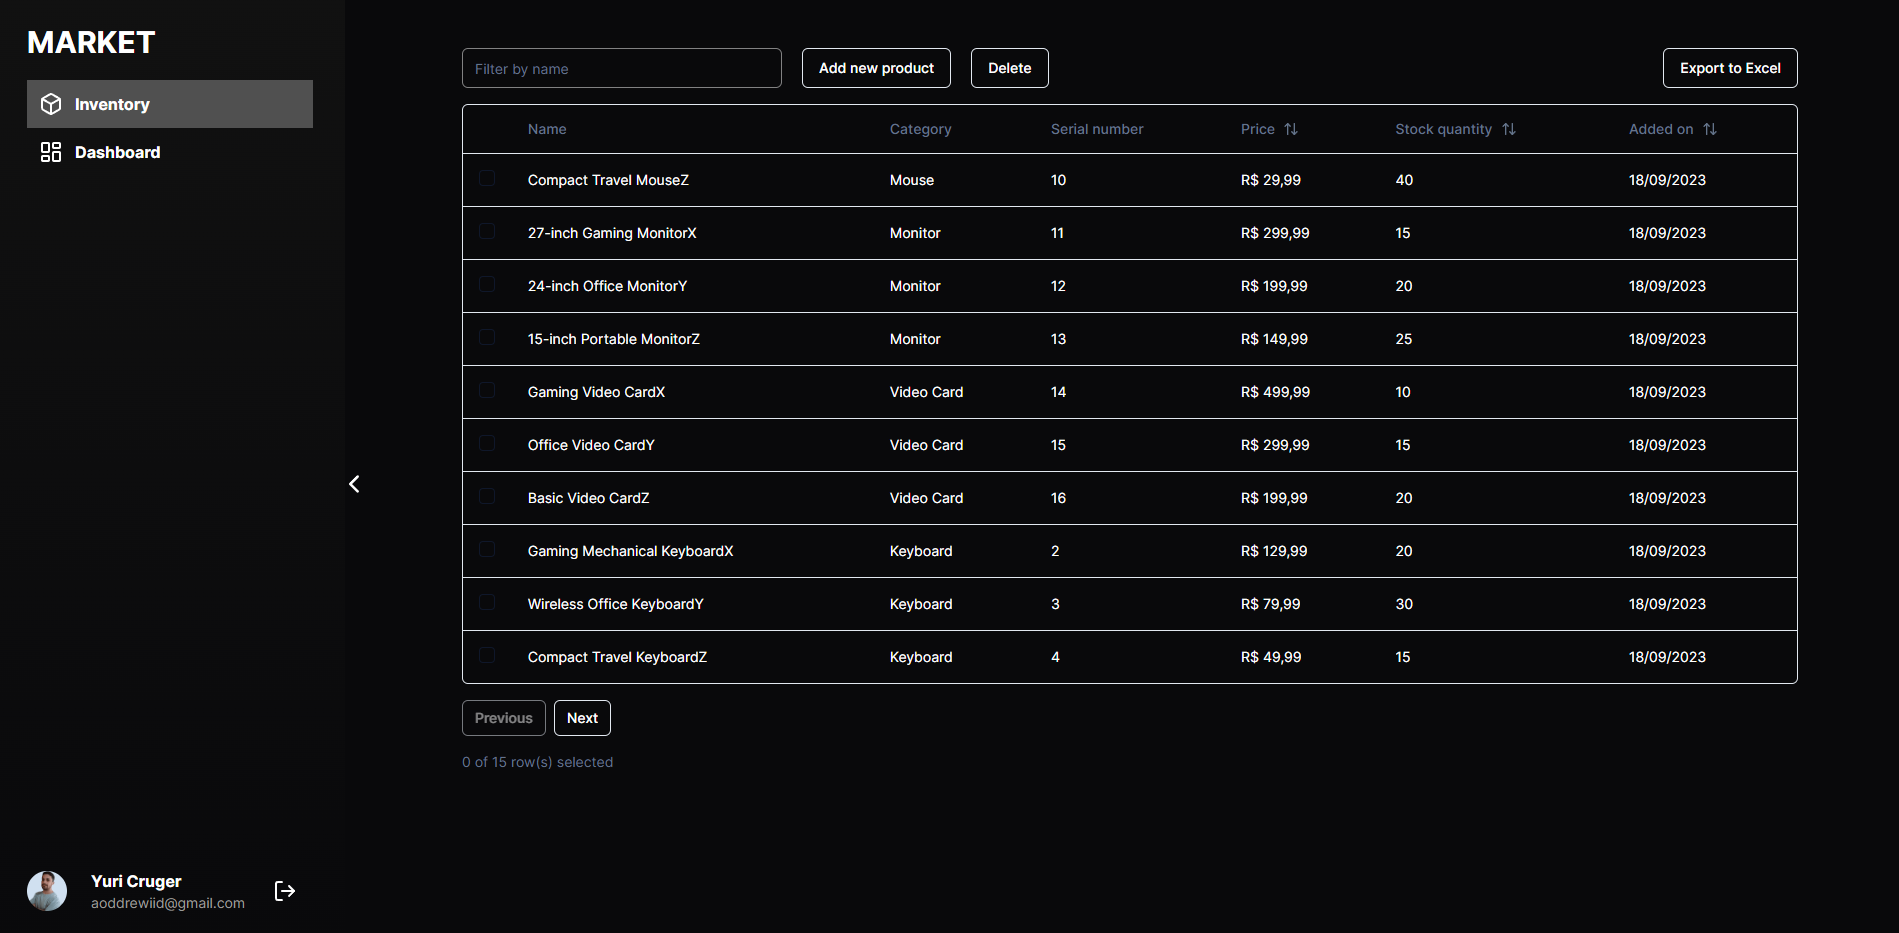 MARKET
Inventory
Dashboard
Filter by name
Add new product
Delete
Export to Excel
Name Category Serial number Price Stock quantity Added on
Compact Travel MouseZ Mouse 10 R$ 29,99 40 18/09/2023
27-inch Gaming MonitorX Monitor 11 R$ 299,99 15 18/09/2023
24-inch Office MonitorY Monitor 12 R$ 199,99 20 18/09/2023
15-inch Portable MonitorZ Monitor 13 R$ 149,99 25 18/09/2023
Gaming Video CardX Video Card 14 R$ 499,99 10 18/09/2023
Office Video CardY Video Card 15 R$ 299,99 15 18/09/2023
Basic Video CardZ Video Card 16 R$ 199,99 20 18/09/2023
Gaming Mechanical KeyboardX Keyboard 2 R$ 129,99 20 18/09/2023
Wireless Office KeyboardY Keyboard 3 R$ 79,99 30 18/09/2023
Compact Travel KeyboardZ Keyboard 4 R$ 49,99 15 18/09/2023
Previous
Next
0 of 15 row(s) selected
Yuri Cruger
aoddrewiid@gmail.com